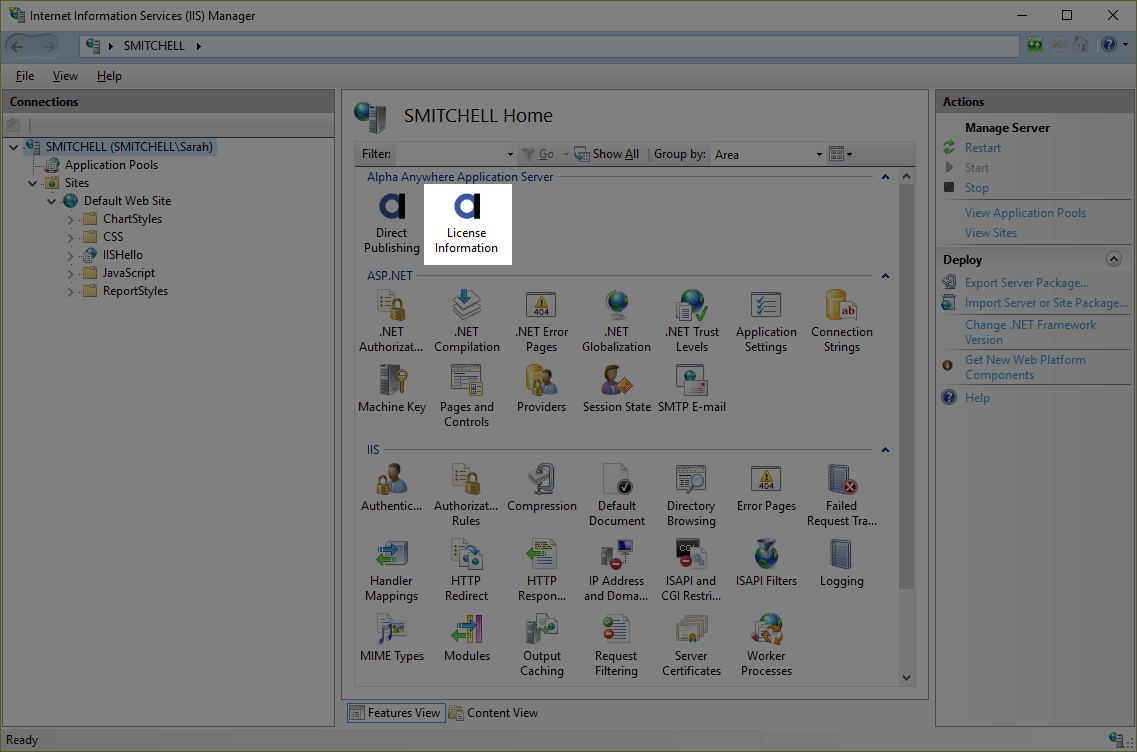 Internet Information Services (IIS) Manager
SMITCHELL
File View Help
Connections
SMITCHELL (SMITCHELL\Sarah)
Application Pools
Sites
Default Web Site
ChartStyles
CSS
IISHello
JavaScript
ReportStyles
SMITCHELL Home
Filter: Go Show All Group by: Area
Alpha Anywhere Application Server
Direct
Publishing
License
Information
ASP.NET
.NET
Authorizat...
.NET
Compilation
.NET Error
Pages
.NET
Globalization
.NET Trust
Levels
Application
Settings
Connection
Strings
Machine Key
Pages and
Controls
Providers
Session State
SMTP E-mail
IIS
Authentic...
Authorizat...
Rules
Compression
Default
Document
Directory
Browsing
Error Pages
Failed
Request Tra...
Handler
Mappings
HTTP
Redirect
HTTP
Respon...
IP Address
and Doma...
ISAPI and
CGI Restri...
ISAPI Filters
Logging
MIME Types
Modules
Output
Caching
Request
Filtering
Server
Certificates
Worker
Processes
Features View Content View
Actions
Manage Server
Restart
Start
Stop
View Application Pools
View Sites
Deploy
Export Server Package...
Import Server or Site Package...
Change .NET Framework
Version
Get New Web Platform
Components
Help
Ready